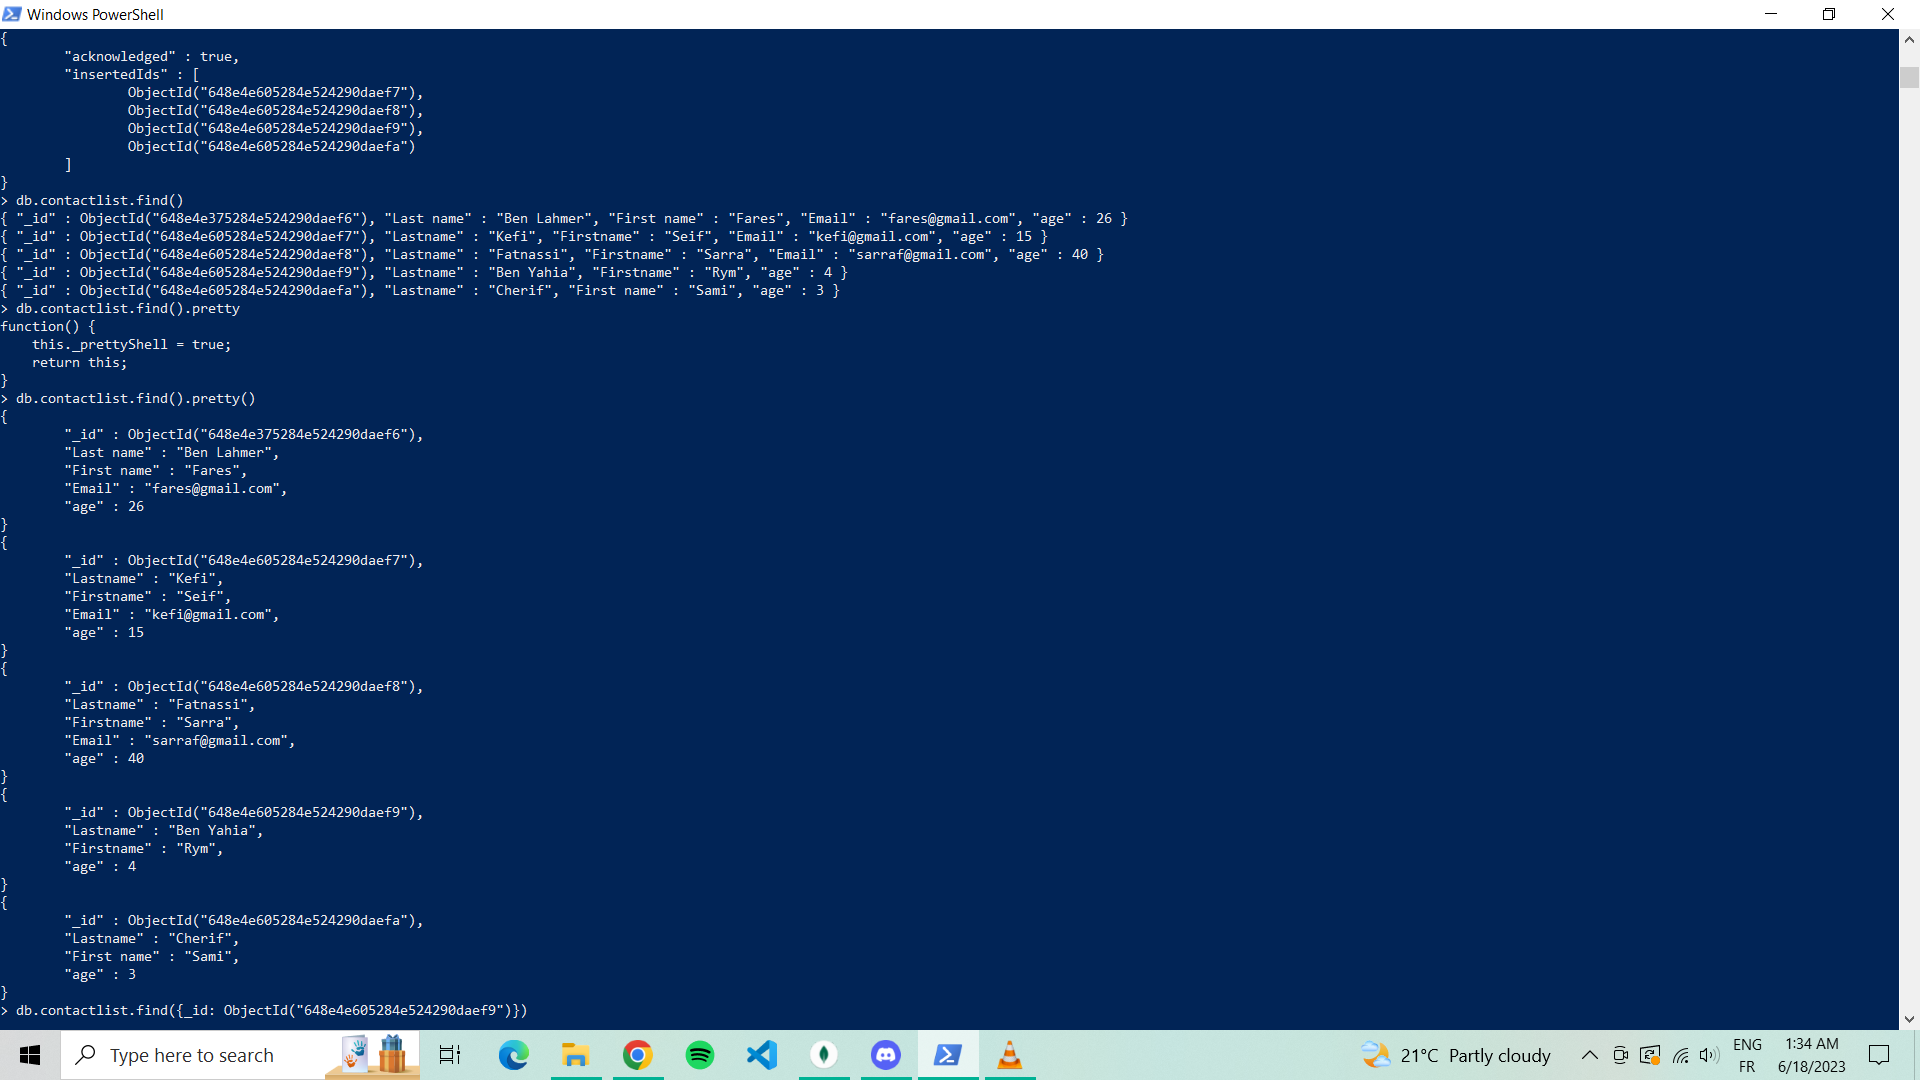 Windows PowerShell
{
        "acknowledged" : true,
        "insertedIds" : [
                ObjectId("648e4e605284e524290daef7"),
                ObjectId("648e4e605284e524290daef8"),
                ObjectId("648e4e605284e524290daef9"),
                ObjectId("648e4e605284e524290daefa")
        ]
}
> db.contactlist.find()
{ "_id" : ObjectId("648e4e375284e524290daef6"), "Last name" : "Ben Lahmer", "First name" : "Fares", "Email" : "fares@gmail.com", "age" : 26 }
{ "_id" : ObjectId("648e4e605284e524290daef7"), "Lastname" : "Kefi", "Firstname" : "Seif", "Email" : "kefi@gmail.com", "age" : 15 }
{ "_id" : ObjectId("648e4e605284e524290daef8"), "Lastname" : "Fatnassi", "Firstname" : "Sarra", "Email" : "sarraf@gmail.com", "age" : 40 }
{ "_id" : ObjectId("648e4e605284e524290daef9"), "Lastname" : "Ben Yahia", "Firstname" : "Rym", "age" : 4 }
{ "_id" : ObjectId("648e4e605284e524290daefa"), "Lastname" : "Cherif", "First name" : "Sami", "age" : 3 }
> db.contactlist.find().pretty
function() {
    this._prettyShell = true;
    return this;
}
> db.contactlist.find().pretty()
{
        "_id" : ObjectId("648e4e375284e524290daef6"),
        "Last name" : "Ben Lahmer",
        "First name" : "Fares",
        "Email" : "fares@gmail.com",
        "age" : 26
}
{
        "_id" : ObjectId("648e4e605284e524290daef7"),
        "Lastname" : "Kefi",
        "Firstname" : "Seif",
        "Email" : "kefi@gmail.com",
        "age" : 15
}
{
        "_id" : ObjectId("648e4e605284e524290daef8"),
        "Lastname" : "Fatnassi",
        "Firstname" : "Sarra",
        "Email" : "sarraf@gmail.com",
        "age" : 40
}
{
        "_id" : ObjectId("648e4e605284e524290daef9"),
        "Lastname" : "Ben Yahia",
        "Firstname" : "Rym",
        "age" : 4
}
{
        "_id" : ObjectId("648e4e605284e524290daefa"),
        "Lastname" : "Cherif",
        "First name" : "Sami",
        "age" : 3
}
> db.contactlist.find({_id: ObjectId("648e4e605284e524290daef9")})
Type here to search
21°C Partly cloudy
ENG
FR
1:34 AM
6/18/2023